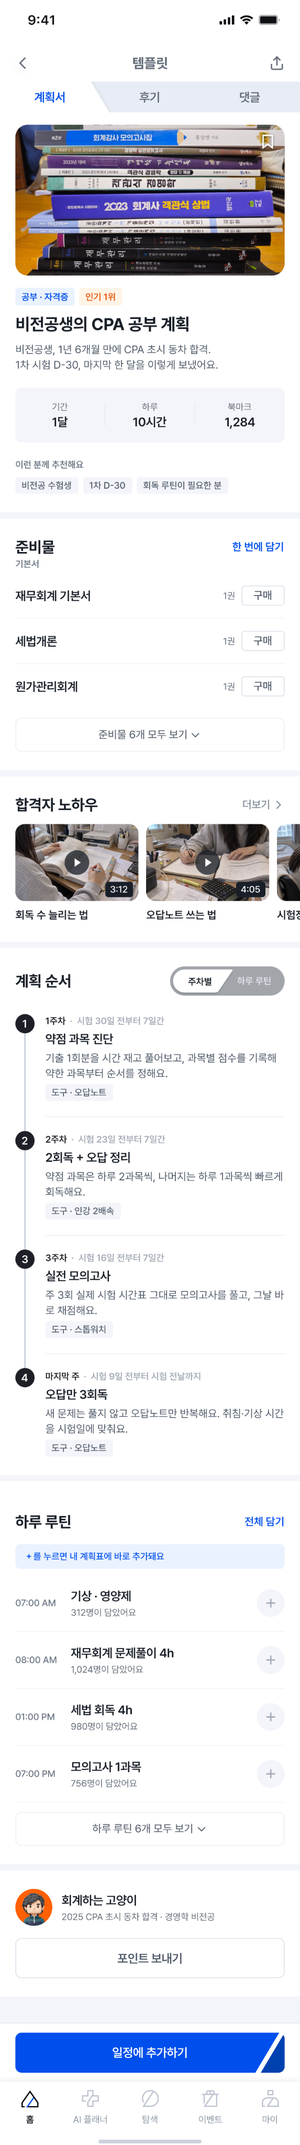 9:41
템플릿
계획서
후기
댓글
회계감사 모의고사집
2023 회계사 객관식 상법
재무회계
재무회계
공부 · 자격증
인기 1위
비전공생의 CPA 공부 계획
비전공생, 1년 6개월 만에 CPA 초시 동차 합격.
1차 시험 D-30, 마지막 한 달을 이렇게 보냈어요.
기간
하루
북마크
1달
10시간
1,284
이런 분께 추천해요
비전공 수험생
1차 D-30
회독 루틴이 필요한 분
준비물
한 번에 담기
기본서
재무회계 기본서
1권
구매
세법개론
1권
구매
원가관리회계
1권
구매
준비물 6개 모두 보기
합격자 노하우
더보기
3:12
4:05
회독 수 늘리는 법
오답노트 쓰는 법
계획 순서
주차별
하루 루틴
1
1주차 · 시험 30일 전부터 7일간
약점 과목 진단
기출 1회분을 시간 재고 풀어보고, 과목별 점수를 기록해
약한 과목부터 순서를 정해요.
도구 · 오답노트
2
2주차 · 시험 23일 전부터 7일간
2회독 + 오답 정리
약점 과목은 하루 2과목씩, 나머지는 하루 1과목씩 빠르게
회독해요.
도구 · 인강 2배속
3
3주차 · 시험 16일 전부터 7일간
실전 모의고사
주 3회 실제 시험 시간표 그대로 모의고사를 풀고, 그날 바
로 채점해요.
도구 · 스톱워치
4
마지막 주 · 시험 9일 전부터 시험 전날까지
오답만 3회독
새 문제는 풀지 않고 오답노트만 반복해요. 취침·기상 시간
을 시험일에 맞춰요.
도구 · 오답노트
하루 루틴
전체 담기
+ 를 누르면 내 계획표에 바로 추가돼요
07:00 AM
기상 · 영양제
312명이 담았어요
08:00 AM
재무회계 문제풀이 4h
1,024명이 담았어요
01:00 PM
세법 회독 4h
980명이 담았어요
07:00 PM
모의고사 1과목
756명이 담았어요
하루 루틴 6개 모두 보기
회계하는 고양이
2025 CPA 초시 동차 합격 · 경영학 비전공
포인트 보내기
일정에 추가하기
홈
AI 플래너
탐색
이벤트
마이